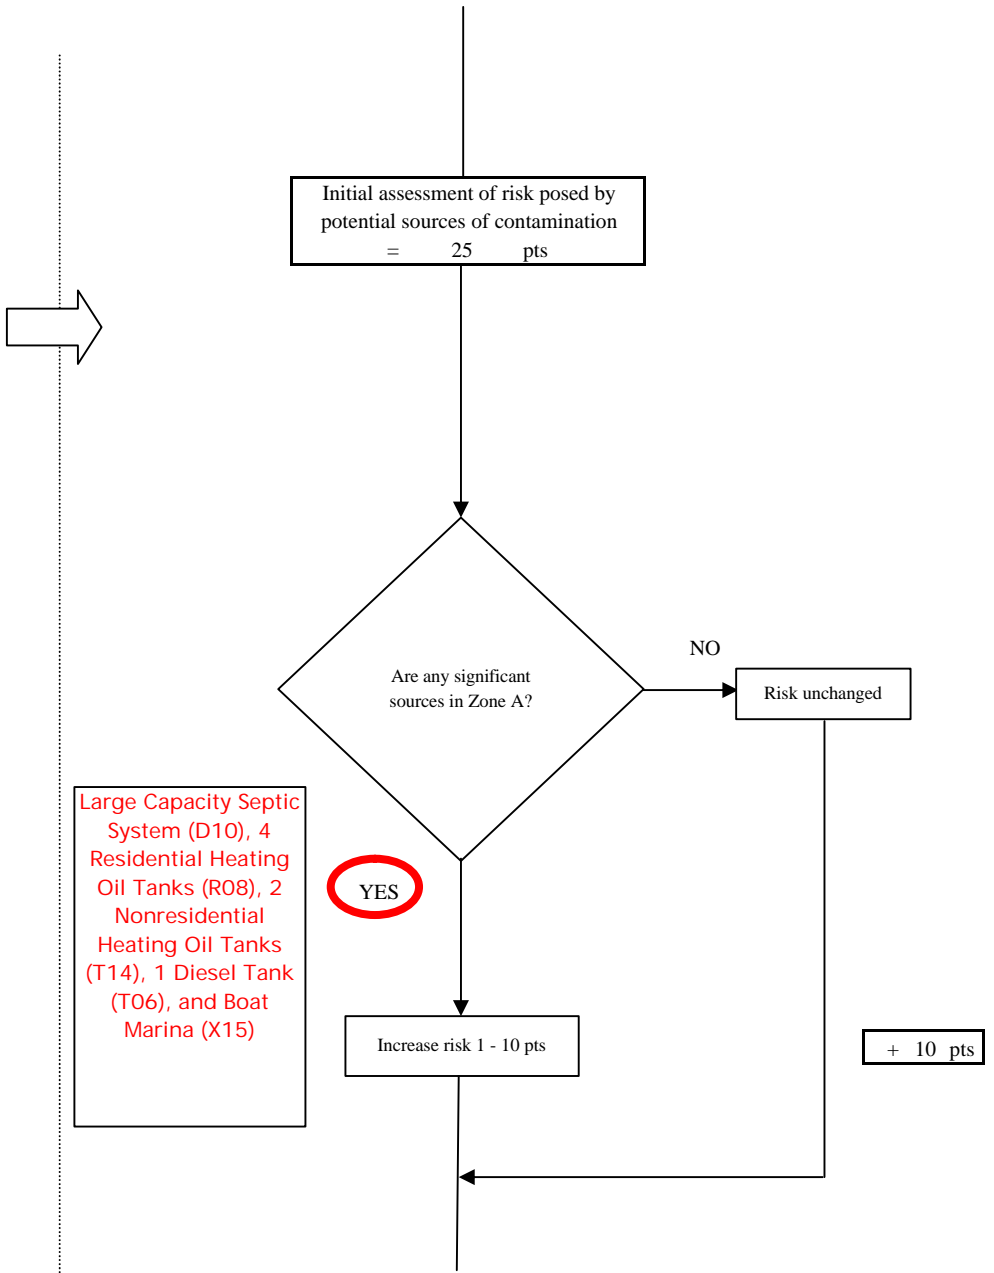 Initial assessment of risk posed by
potential sources of contamination
= 25 pts
Are any significant
sources in Zone A?
NO
Risk unchanged
Large Capacity Septic
System (D10), 4
Residential Heating
Oil Tanks (R08), 2
Nonresidential
Heating Oil Tanks
(T14), 1 Diesel Tank
(T06), and Boat
Marina (X15)
YES
Increase risk 1 - 10 pts
+ 10 pts